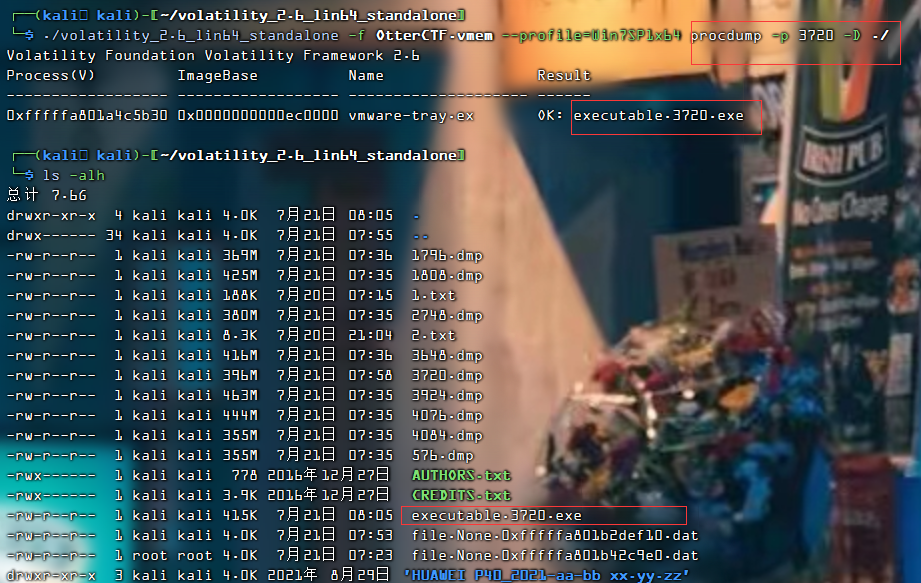 ┌──(kali㉿ kali)-[~/volatility_2.6_lin64_standalone]
└─$ ./volatility_2.6_lin64_standalone -f OtterCTF.vmem --profile=Win7SP1x64 procdump -p 3720 -D ./
Volatility Foundation Volatility Framework 2.6
Process(V) ImageBase Name Result
------------------ ------------------ -------------------- ------
0xfffffa801a4c5b30 0x0000000000ec0000 vmware-tray.ex OK: executable.3720.exe
┌──(kali㉿ kali)-[~/volatility_2.6_lin64_standalone]
└─$ ls -alh
总计 7.6G
drwxr-xr-x 4 kali kali 4.0K 7月21日 08:05 .
drwx------ 34 kali kali 4.0K 7月21日 07:55 ..
-rw-r--r-- 1 kali kali 369M 7月21日 07:36 1796.dmp
-rw-r--r-- 1 kali kali 425M 7月21日 07:35 1808.dmp
-rw-r--r-- 1 kali kali 188K 7月20日 07:15 1.txt
-rw-r--r-- 1 kali kali 380M 7月21日 07:35 2748.dmp
-rw-r--r-- 1 kali kali 8.3K 7月20日 21:04 2.txt
-rw-r--r-- 1 kali kali 416M 7月21日 07:36 3648.dmp
-rw-r--r-- 1 kali kali 396M 7月21日 07:58 3720.dmp
-rw-r--r-- 1 kali kali 463M 7月21日 07:35 3924.dmp
-rw-r--r-- 1 kali kali 444M 7月21日 07:35 4076.dmp
-rw-r--r-- 1 kali kali 355M 7月21日 07:35 4084.dmp
-rw-r--r-- 1 kali kali 355M 7月21日 07:35 576.dmp
-rwx------ 1 kali kali 778 2016年12月27日 AUTHORS.txt
-rwx------ 1 kali kali 3.9K 2016年12月27日 CREDITS.txt
-rw-r--r-- 1 kali kali 415K 7月21日 08:05 executable.3720.exe
-rw-r--r-- 1 kali kali 4.0K 7月21日 07:53 file.None.0xfffffa801b2def10.dat
-rw-r--r-- 1 root root 4.0K 7月21日 07:23 file.None.0xfffffa801b42c9e0.dat
drwxr-xr-x 3 kali kali 4.0K 2021年 8月29日 'HUAWEI P40_2021-aa-bb xx-yy-zz'
IRISH PUB
No Cover Charge